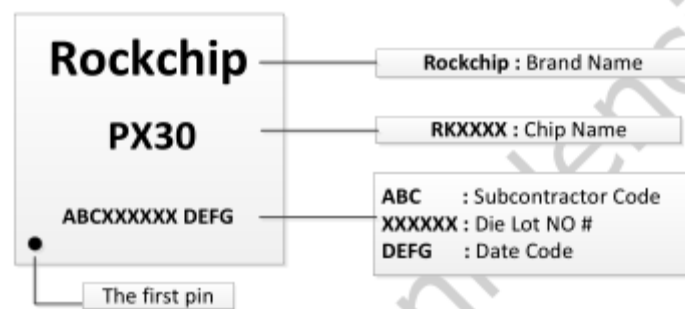 Rockchip
Rockchip : Brand Name
PX30
RKXXXX : Chip Name
ABCXXXXXX DEFG
ABC : Subcontractor Code
XXXXXX : Die Lot NO #
DEFG : Date Code
The first pin